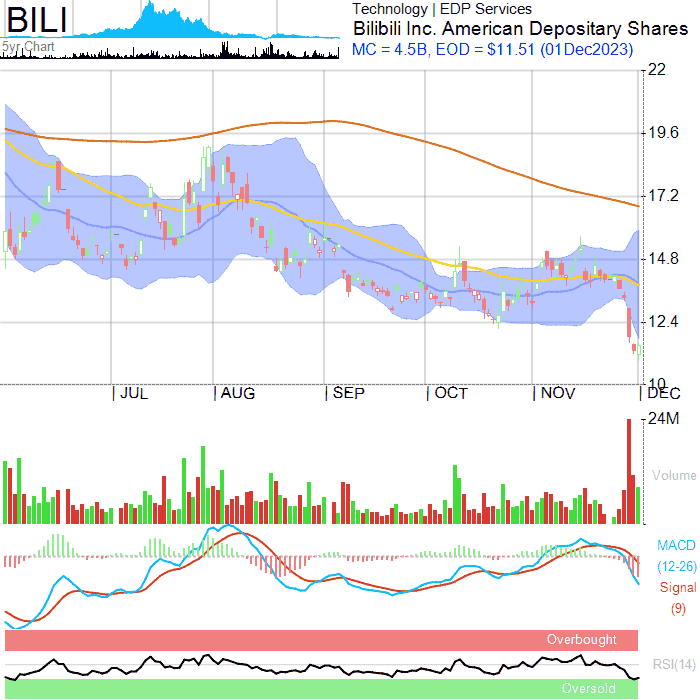 BILI
Technology | EDP Services
Bilibili Inc. American Depositary Shares
MC = 4.5B, EOD = $11.51 (01Dec2023)
5yr Chart
22
19.6
17.2
14.8
12.4
10
JUL AUG SEP OCT NOV DEC
24M
Volume
MACD
(12-26)
Signal
(9)
Overbought
RSI(14)
Oversold